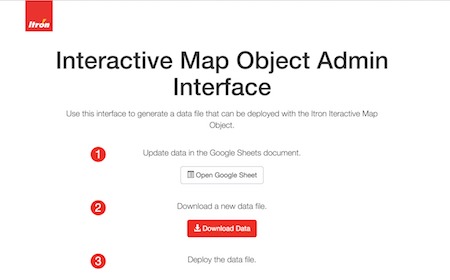 Itron
Interactive Map Object Admin
Interface
Use this interface to generate a data file that can be deployed with the Itron Iteractive Map
Object.
1
Update data in the Google Sheets document.
Open Google Sheet
2
Download a new data file.
Download Data
3
Deploy the data file.